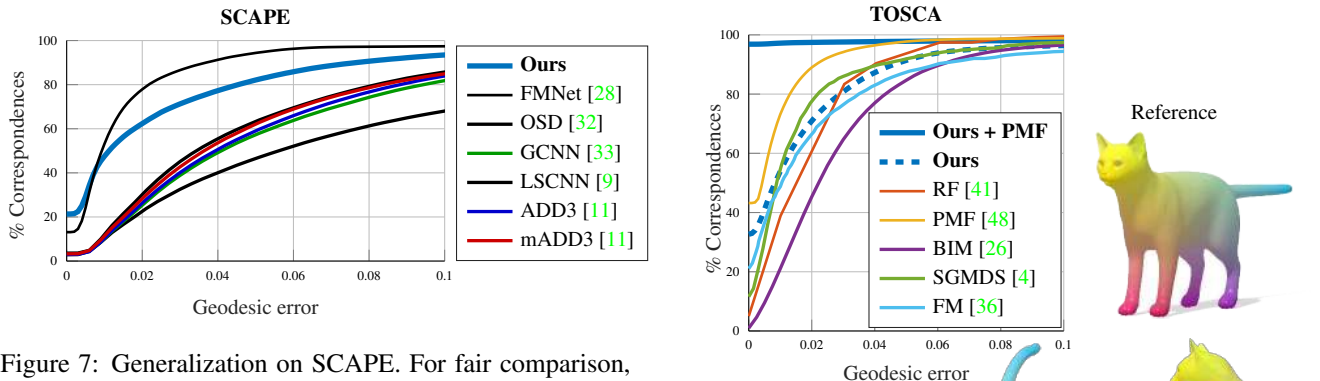 SCAPE
100
80
60
40
20
0
% Correspondences
0 0.02 0.04 0.06 0.08 0.1
Geodesic error
Ours
FMNet [28]
OSD [32]
GCNN [33]
LSCNN [9]
ADD3 [11]
mADD3 [11]
Figure 7: Generalization on SCAPE. For fair comparison,
TOSCA
100
80
60
40
20
0
% Correspondences
0 0.02 0.04 0.06 0.08 0.1
Geodesic error
Ours + PMF
Ours
RF [41]
PMF [48]
BIM [26]
SGMDS [4]
FM [36]
Reference